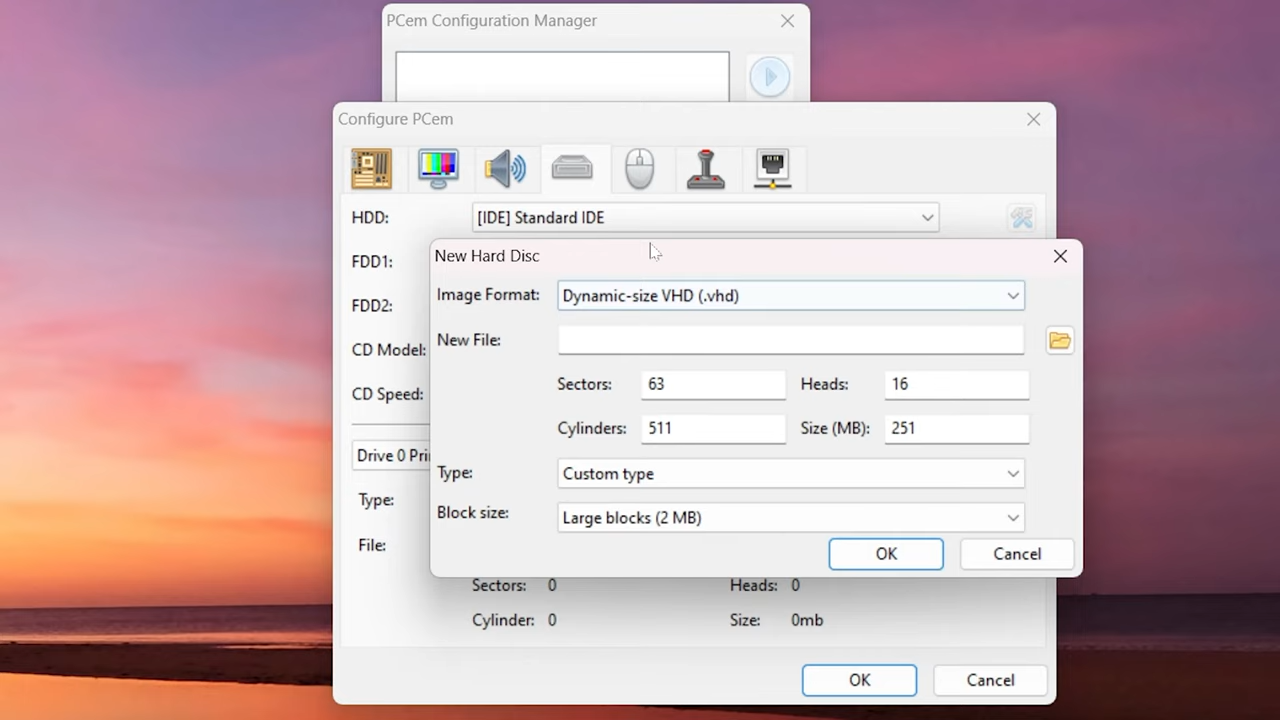 PCem Configuration Manager
Configure PCem
HDD: [IDE] Standard IDE
New Hard Disc
FDD1:
Image Format: Dynamic-size VHD (.vhd)
FDD2:
New File:
CD Model:
Sectors: 63 Heads: 16
CD Speed:
Cylinders: 511 Size (MB): 251
Drive 0
Type: Custom type
Type:
Block size: Large blocks (2 MB)
File:
OK Cancel
Sectors: 0 Heads: 0
Cylinder: 0 Size: 0mb
OK Cancel